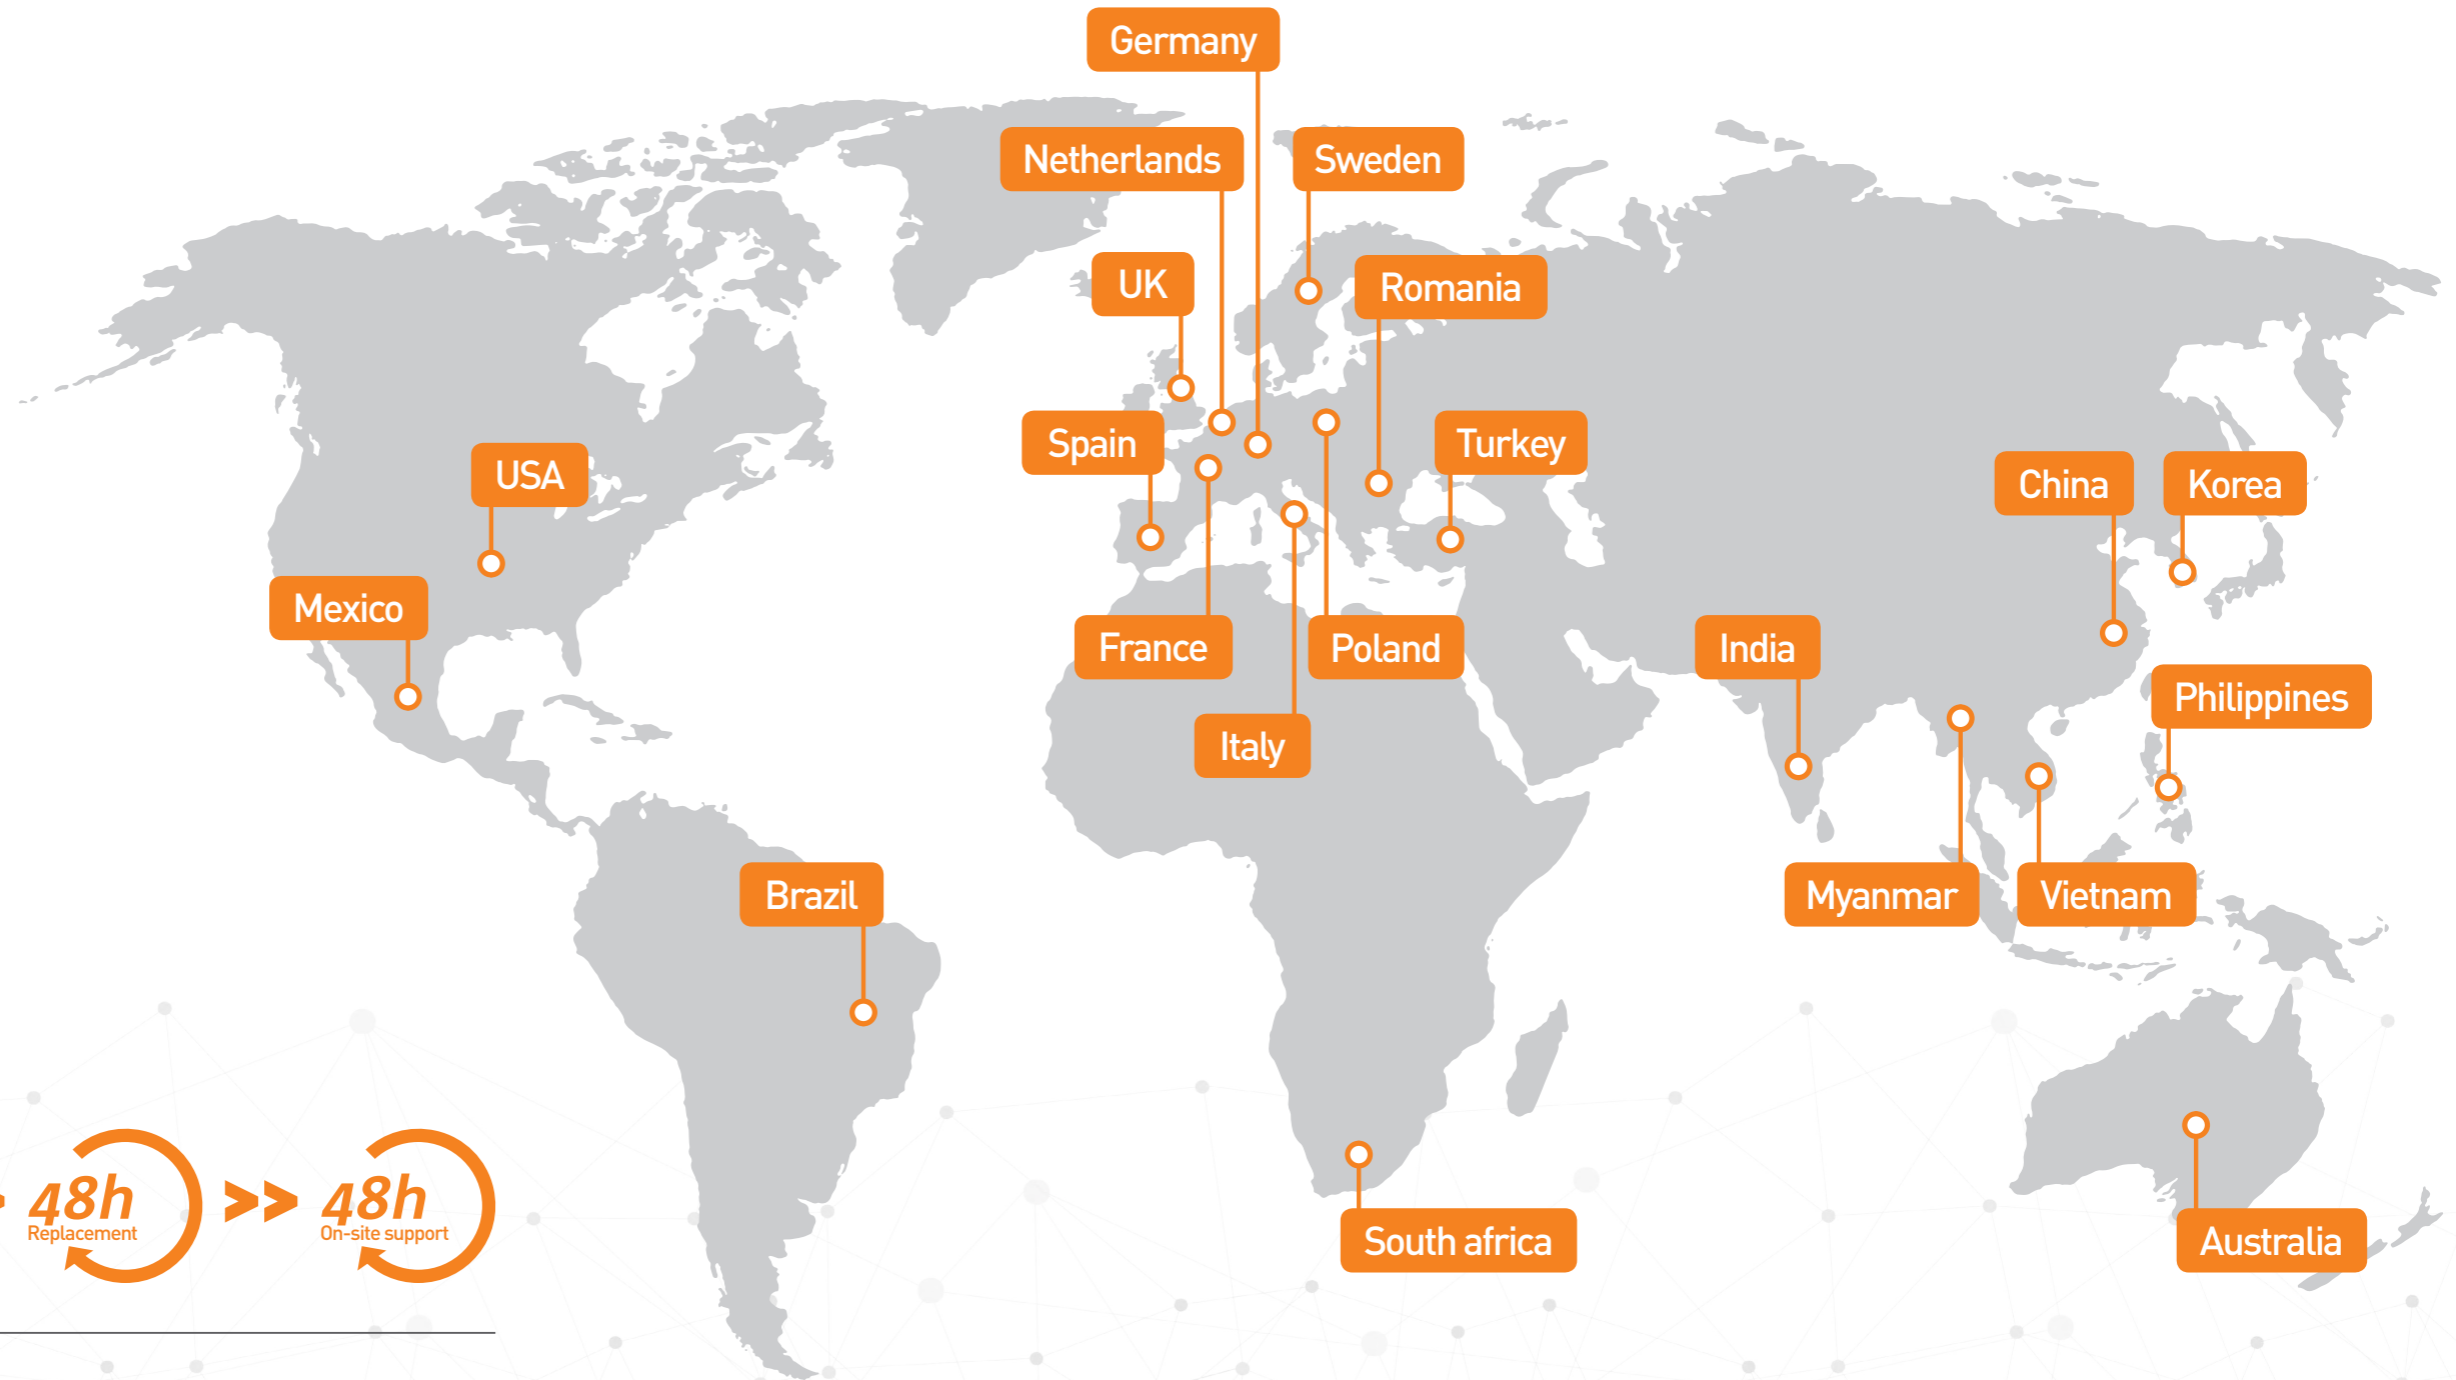 Germany
Netherlands
Sweden
UK
Romania
Spain
Turkey
USA
China
Korea
Mexico
France
Poland
India
Philippines
Italy
Brazil
Myanmar
Vietnam
48h
Replacement
>>
48h
On-site support
South africa
Australia